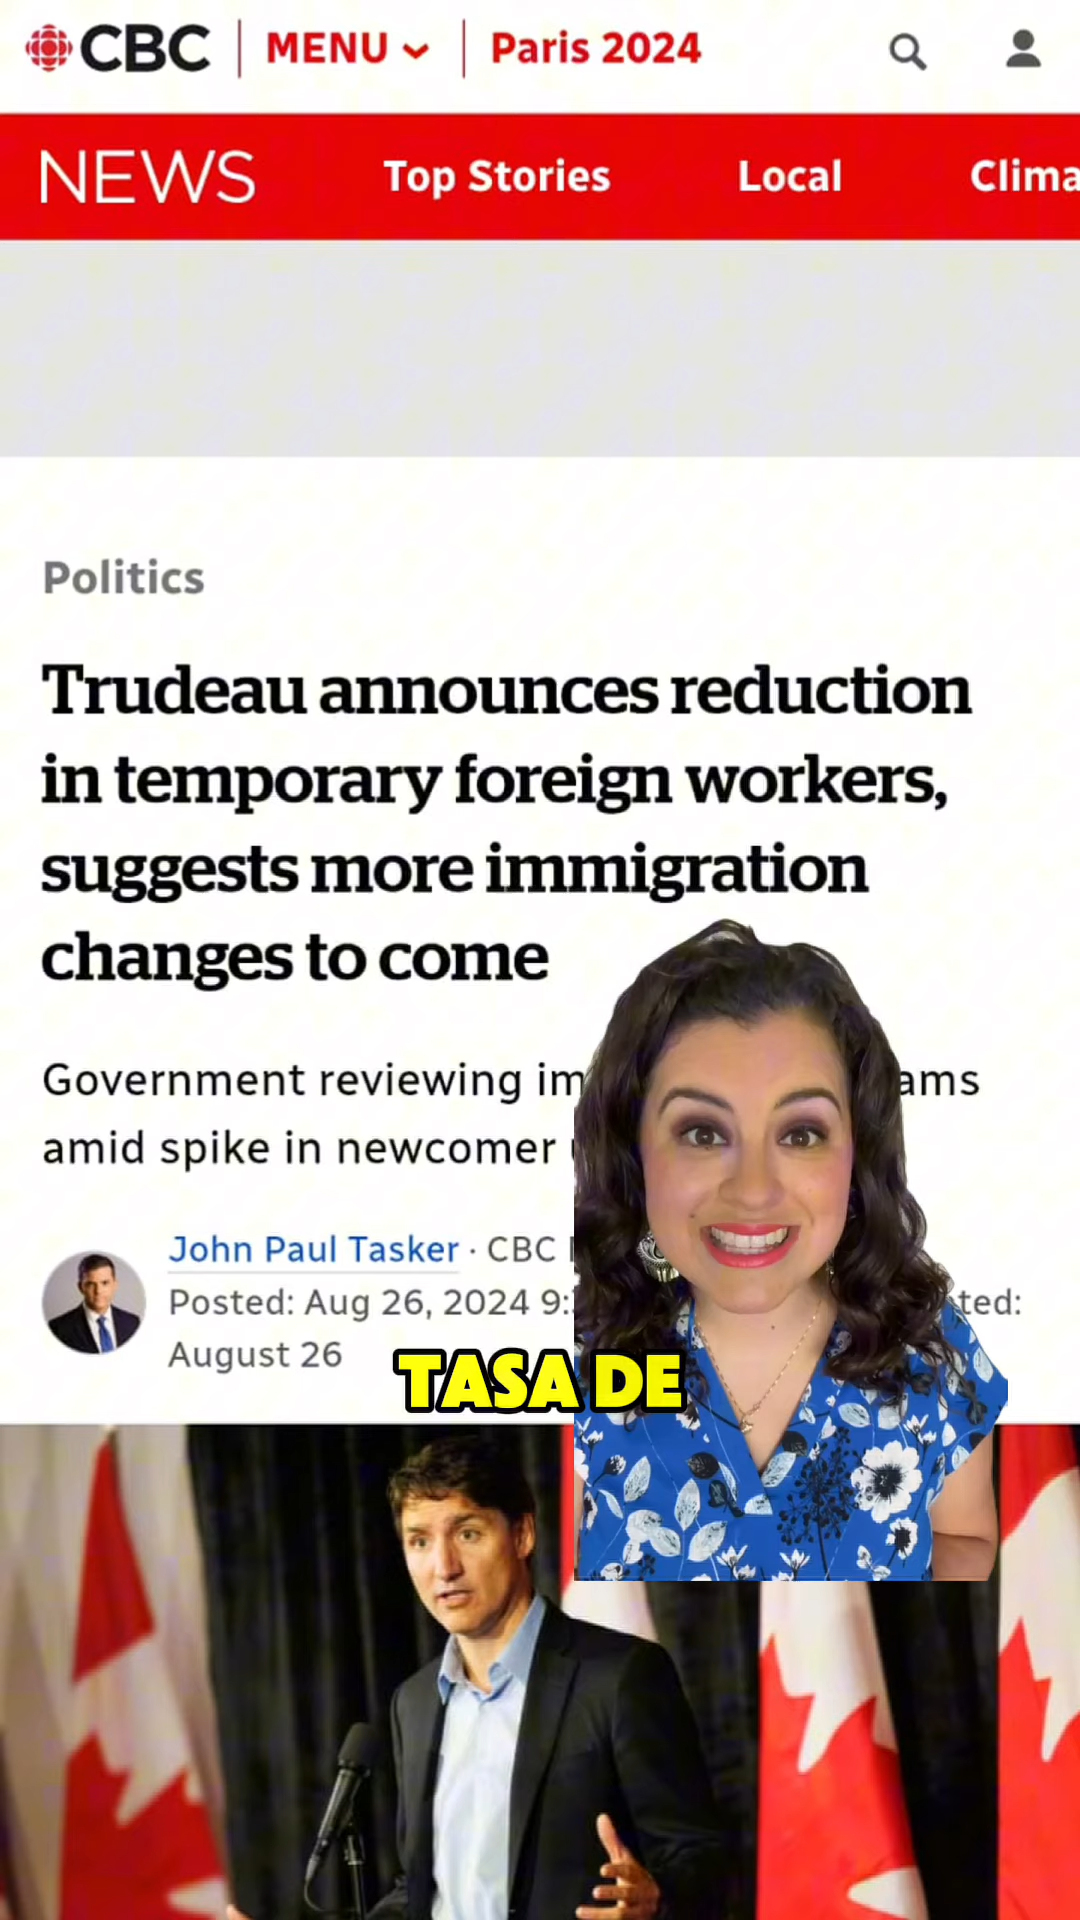 CBC MENU Paris 2024
NEWS Top Stories Local Clima
Politics
Trudeau announces reduction
in temporary foreign workers,
suggests more immigration
changes to come
Government reviewing im ams
amid spike in newcomer
John Paul Tasker · CBC
Posted: Aug 26, 2024 9: ted:
August 26
TASA DE